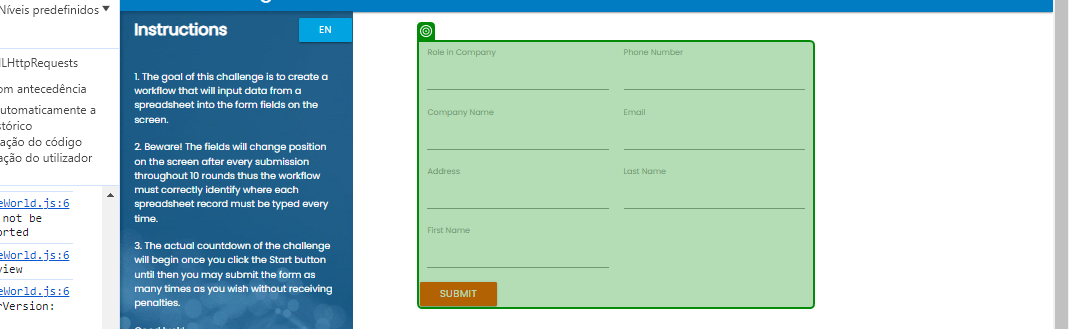 Níveis predefinidos
HttpRequests
om antecedência
utomaticamente a
stórico
ação do código
ação do utilizador
eWorld.js:6
not be
orted
eWorld.js:6
view
eWorld.js:6
rVersion:
Instructions
EN
1. The goal of this challenge is to create a
workflow that will input data from a
spreadsheet into the form fields on the
screen.
2. Beware! The fields will change position
on the screen after every submission
throughout 10 rounds thus the workflow
must correctly identify where each
spreadsheet record must be typed every
time.
3. The actual countdown of the challenge
will begin once you click the Start button
until then you may submit the form as
many times as you wish without receiving
penalties.
Role in Company
Phone Number
Company Name
Email
Address
Last Name
First Name
SUBMIT